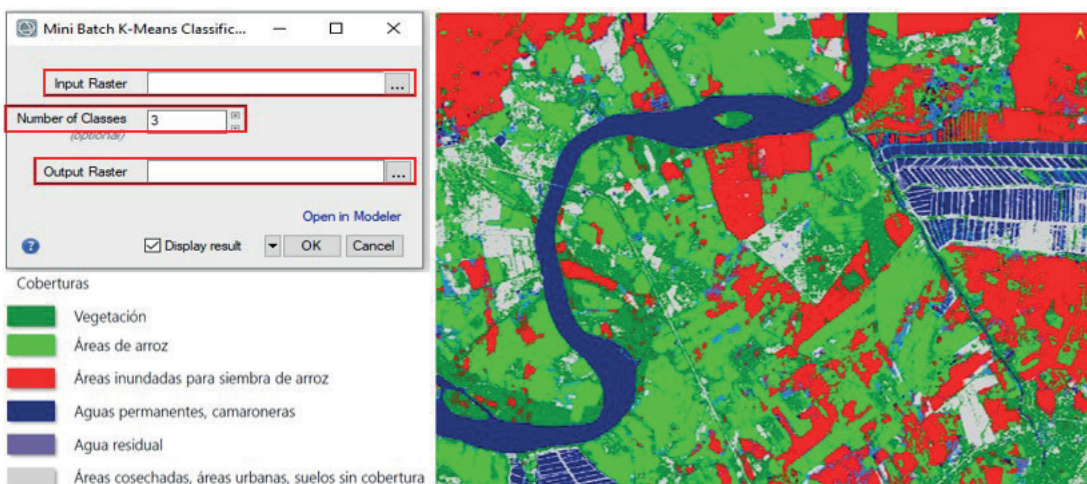 Mini Batch K-Means Classific...
Input Raster
...
Number of Classes 3
(optional)
Output Raster
...
Open in Modeler
? Display result OK Cancel
Coberturas
Vegetación
Áreas de arroz
Áreas inundadas para siembra de arroz
Aguas permanentes, camaroneras
Agua residual
Áreas cosechadas, áreas urbanas, suelos sin cobertura